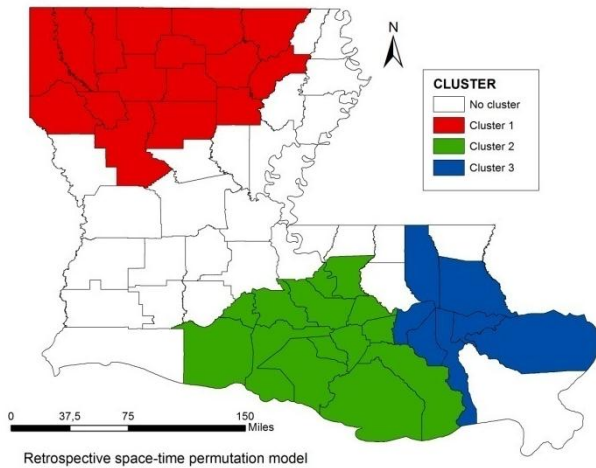 N
CLUSTER
No cluster
Cluster 1
Cluster 2
Cluster 3
0 37,5 75 150
Miles
Retrospective space-time permutation model